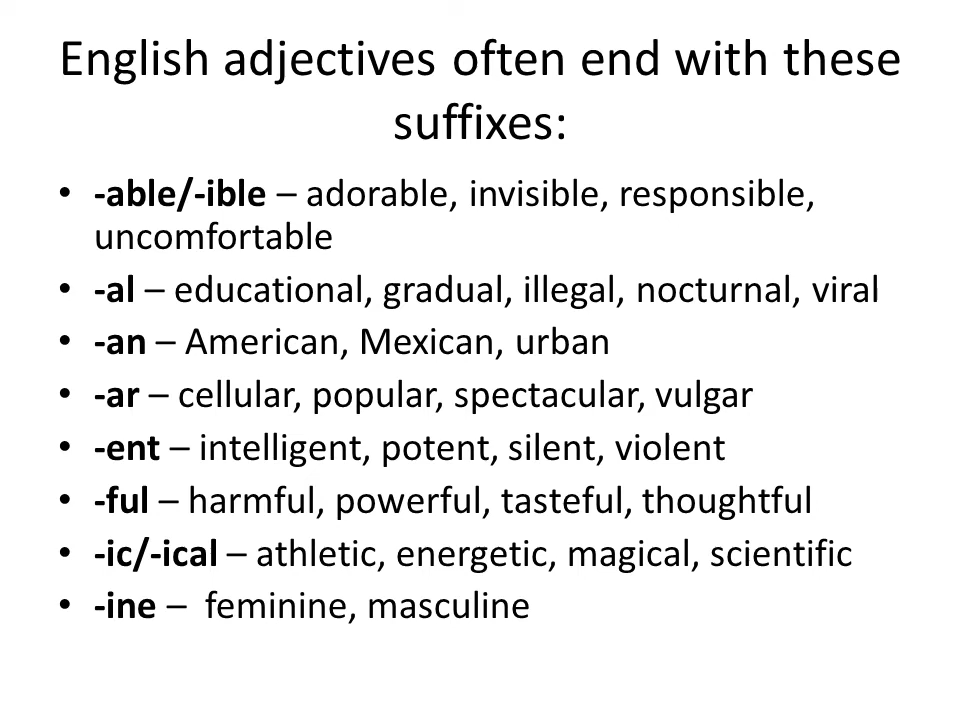 English adjectives often end with these
suffixes:
• -able/-ible – adorable, invisible, responsible,
uncomfortable
• -al – educational, gradual, illegal, nocturnal, viral
• -an – American, Mexican, urban
• -ar – cellular, popular, spectacular, vulgar
• -ent – intelligent, potent, silent, violent
• -ful – harmful, powerful, tasteful, thoughtful
• -ic/-ical – athletic, energetic, magical, scientific
• -ine –  feminine, masculine